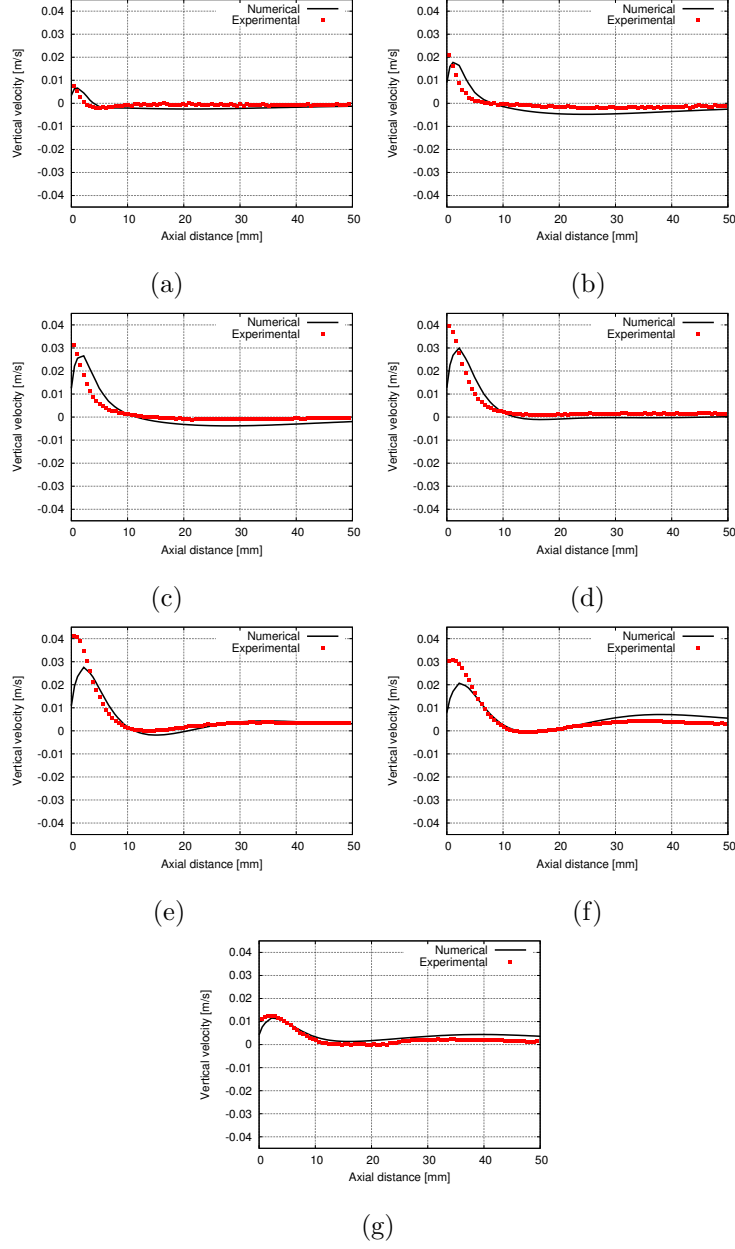 Numerical
Experimental
0.04
0.03
0.02
0.01
0
-0.01
-0.02
-0.03
-0.04
Vertical velocity [m/s]
0 10 20 30 40 50
Axial distance [mm]
(a)
Numerical
Experimental
0.04
0.03
0.02
0.01
0
-0.01
-0.02
-0.03
-0.04
Vertical velocity [m/s]
0 10 20 30 40 50
Axial distance [mm]
(b)
Numerical
Experimental
0.04
0.03
0.02
0.01
0
-0.01
-0.02
-0.03
-0.04
Vertical velocity [m/s]
0 10 20 30 40 50
Axial distance [mm]
(c)
Numerical
Experimental
0.04
0.03
0.02
0.01
0
-0.01
-0.02
-0.03
-0.04
Vertical velocity [m/s]
0 10 20 30 40 50
Axial distance [mm]
(d)
Numerical
Experimental
0.04
0.03
0.02
0.01
0
-0.01
-0.02
-0.03
-0.04
Vertical velocity [m/s]
0 10 20 30 40 50
Axial distance [mm]
(e)
Numerical
Experimental
0.04
0.03
0.02
0.01
0
-0.01
-0.02
-0.03
-0.04
Vertical velocity [m/s]
0 10 20 30 40 50
Axial distance [mm]
(f)
Numerical
Experimental
0.04
0.03
0.02
0.01
0
-0.01
-0.02
-0.03
-0.04
Vertical velocity [m/s]
0 10 20 30 40 50
Axial distance [mm]
(g)